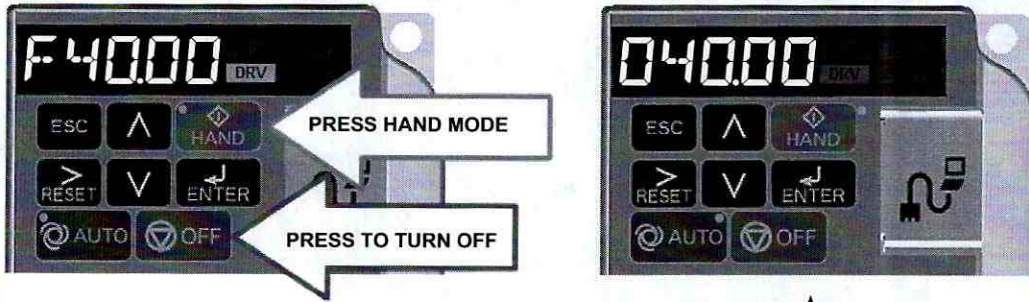 F40.00
DRV
ESC
HAND
RESET
ENTER
AUTO
OFF
PRESS HAND MODE
PRESS TO TURN OFF
040.00
DRV
ESC
HAND
RESET
ENTER
AUTO
OFF